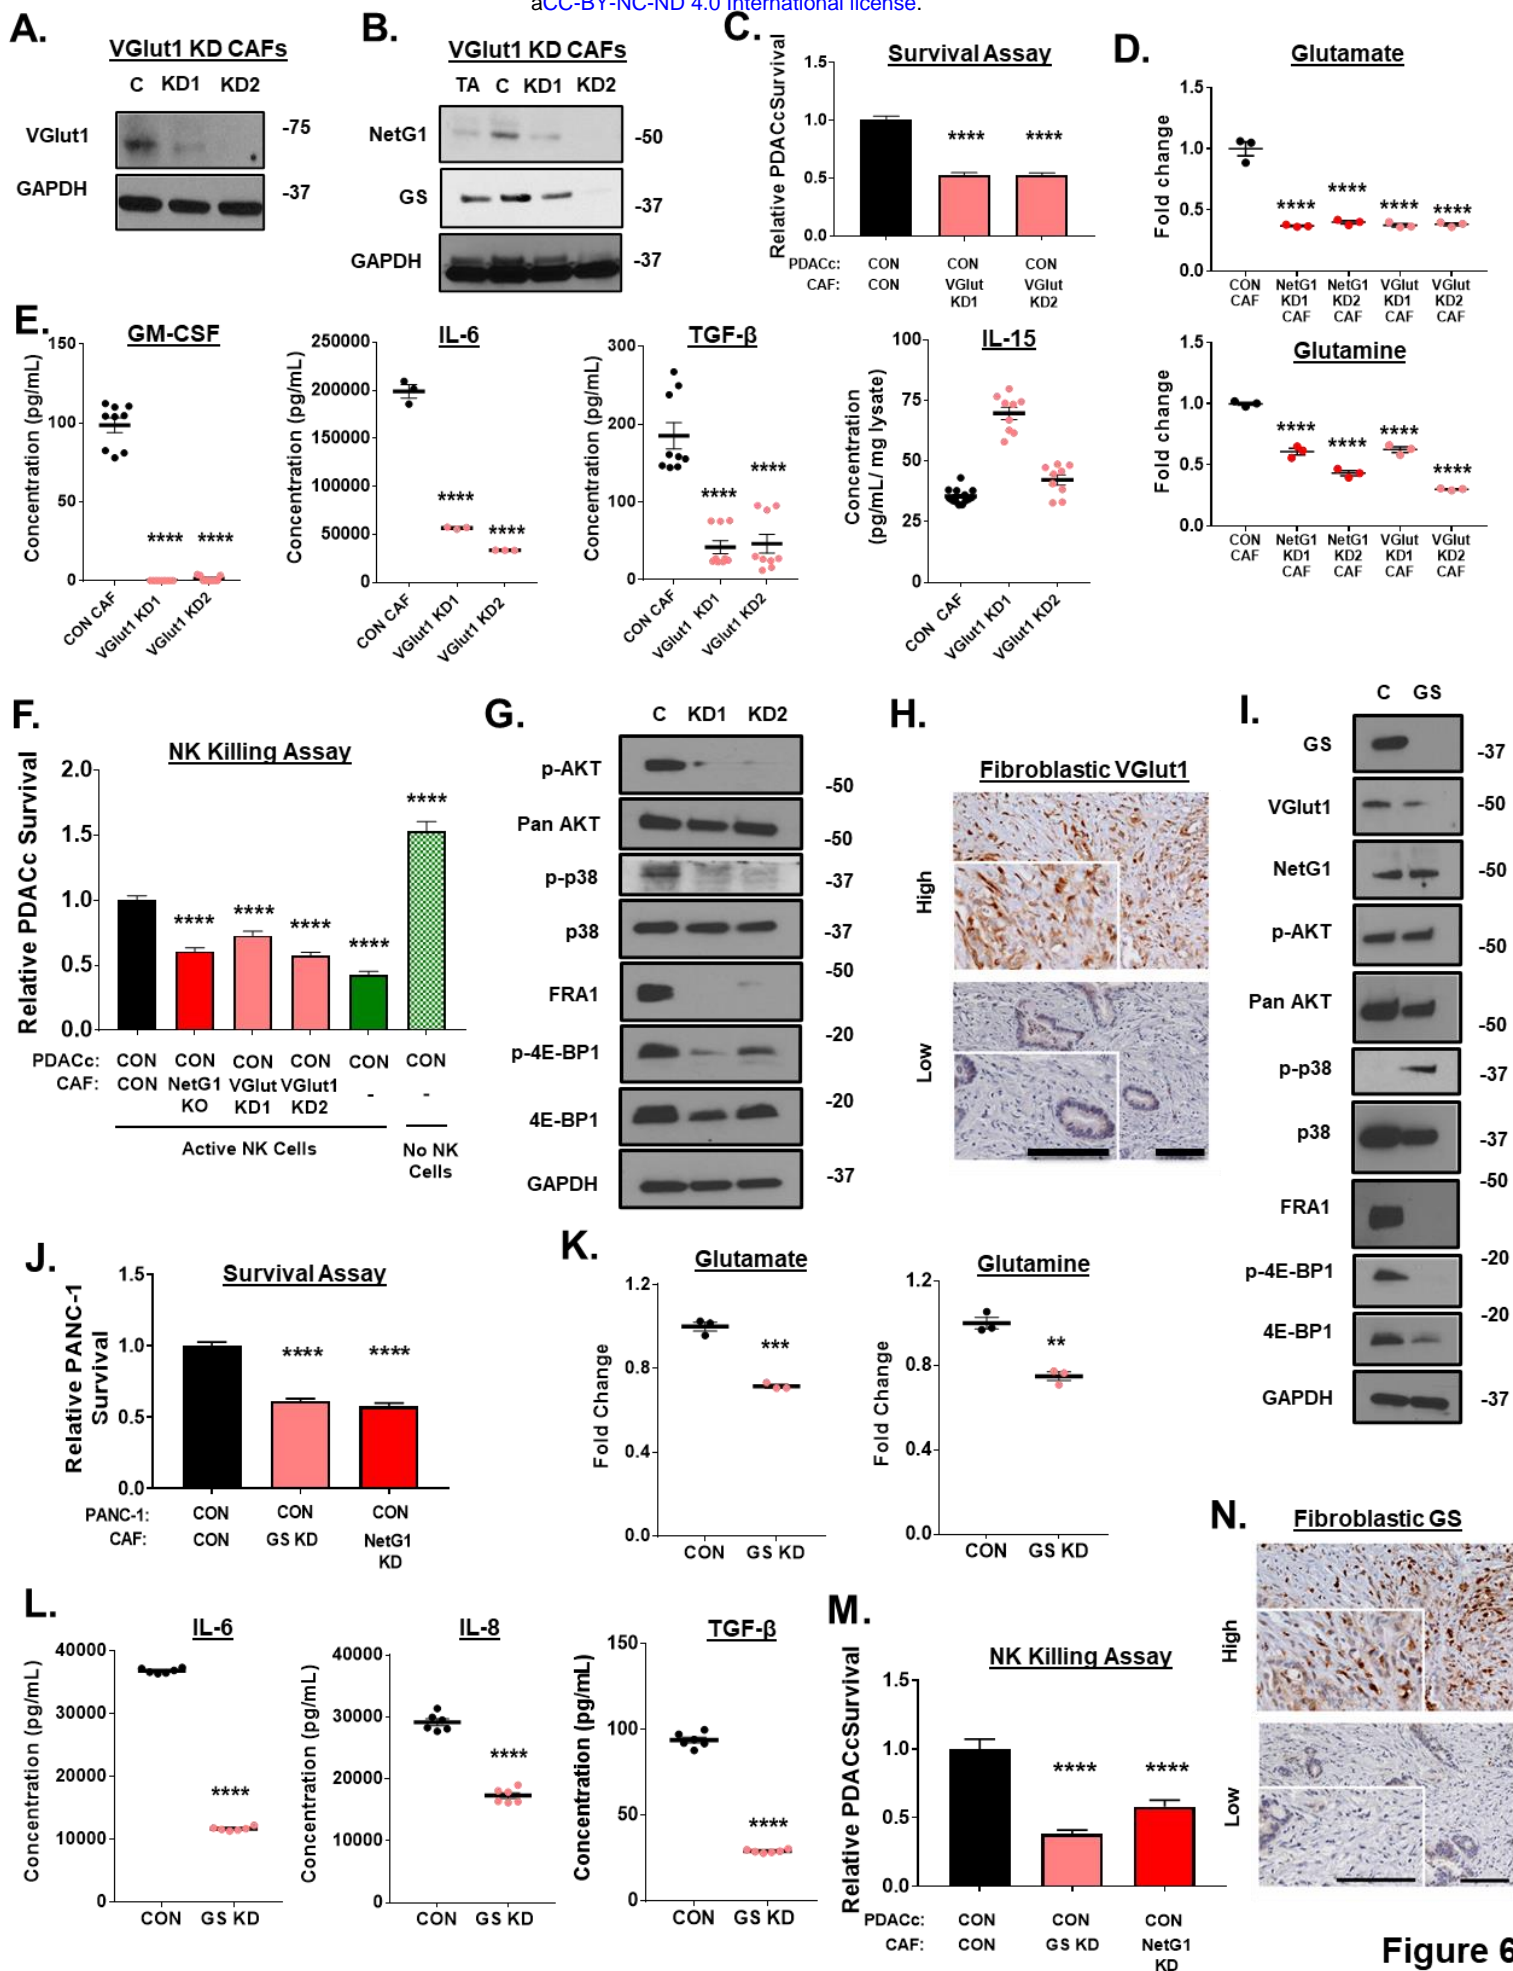 aCC-BY-NC-ND 4.0 International license.
A.
VGlut1 KD CAFs
C KD1 KD2
VGlut1
-75
GAPDH
-37
B.
VGlut1 KD CAFs
TA C KD1 KD2
NetG1
-50
GS
-37
GAPDH
-37
C.
Survival Assay
Relative PDACcSurvival
1.5
1.0
0.5
0.0
**** ****
PDACc: CON CON CON
CAF: CON VGlut VGlut
KD1 KD2
D.
Glutamate
Fold change
1.5
1.0
0.5
0.0
**** **** **** ****
CON NetG1 NetG1 VGlut VGlut
CAF KD1 KD2 KD1 KD2
CAF CAF CAF CAF
Glutamine
Fold change
1.5
1.0
0.5
0.0
**** **** **** ****
CON NetG1 NetG1 VGlut VGlut
CAF KD1 KD2 KD1 KD2
CAF CAF CAF CAF
E.
GM-CSF
Concentration (pg/mL)
150
100
50
0
**** ****
CON CAF
VGlut1 KD1
VGlut1 KD2
IL-6
Concentration (pg/mL)
250000
200000
150000
100000
50000
0
**** ****
CON CAF
VGlut1 KD1
VGlut1 KD2
TGF-β
Concentration (pg/mL)
300
200
100
0
**** ****
CON CAF
VGlut1 KD1
VGlut1 KD2
IL-15
Concentration
(pg/mL/ mg lysate)
100
75
50
25
0
CON CAF
VGlut1 KD1
VGlut1 KD2
F.
NK Killing Assay
Relative PDACc Survival
2.0
1.5
1.0
0.5
0.0
**** **** **** **** ****
PDACc: CON CON CON CON CON CON
CAF: CON NetG1 VGlut VGlut1 - -
KO KD1 KD2
Active NK Cells
No NK
Cells
G.
C KD1 KD2
p-AKT
-50
Pan AKT
-50
p-p38
-37
p38
-37
-50
FRA1
-20
p-4E-BP1
-20
4E-BP1
-37
GAPDH
H.
Fibroblastic VGlut1
High
Low
I.
C GS
GS
-37
VGlut1
-50
NetG1
-50
p-AKT
-50
Pan AKT
-50
p-p38
-37
p38
-37
-50
FRA1
-20
p-4E-BP1
-20
4E-BP1
GAPDH
-37
J.
Survival Assay
Relative PANC-1
Survival
1.5
1.0
0.5
0.0
**** ****
PANC-1: CON CON CON
CAF: CON GS KD NetG1
KD
K.
Glutamate
Fold Change
1.2
0.8
0.4
0.0
***
CON GS KD
Glutamine
Fold Change
1.2
0.8
0.4
0.0
**
CON GS KD
L.
IL-6
Concentration (pg/mL)
40000
30000
20000
10000
0
****
CON GS KD
IL-8
Concentration (pg/mL)
40000
30000
20000
10000
0
****
CON GS KD
TGF-β
Concentration (pg/mL)
150
100
50
0
****
CON GS KD
M.
NK Killing Assay
Relative PDACcSurvival
1.5
1.0
0.5
0.0
**** ****
PDACc: CON CON CON
CAF: CON GS KD NetG1
KD
N.
Fibroblastic GS
High
Low
Figure 6